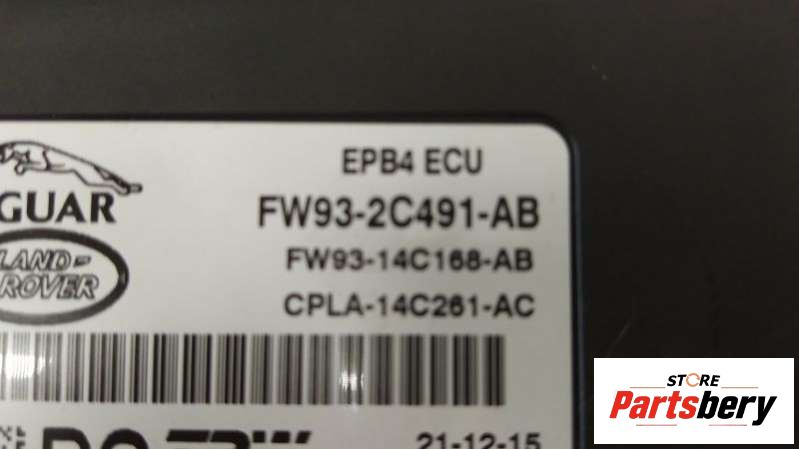 EPB4 ECU
GUAR
FW93-2C491-AB
LAND-
ROVER
FW93-14C168-AB
CPLA-14C261-AC
21-12-15
STORE
Partsbery